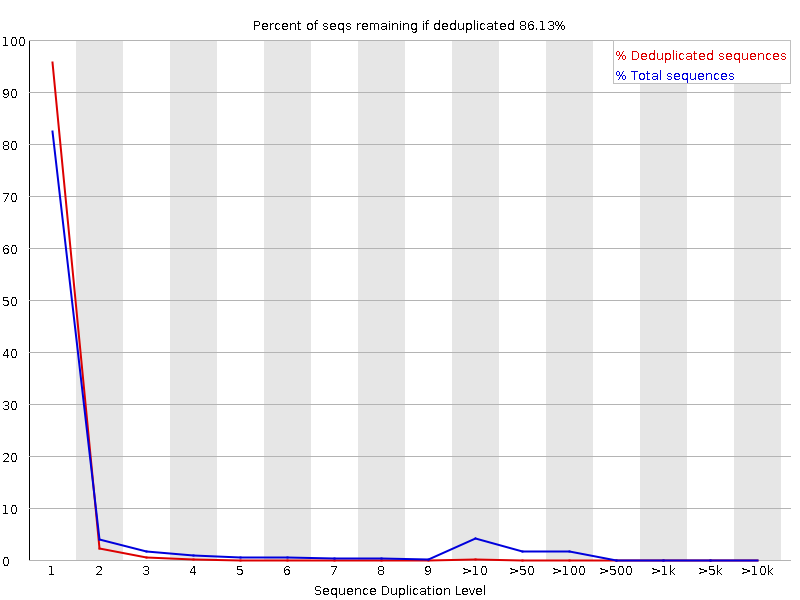 Percent of seqs remaining if deduplicated 86.13%
% Deduplicated sequences
% Total sequences
100
90
80
70
60
50
40
30
20
10
0
1 2 3 4 5 6 7 8 9 >10 >50 >100 >500 >1k >5k >10k
Sequence Duplication Level